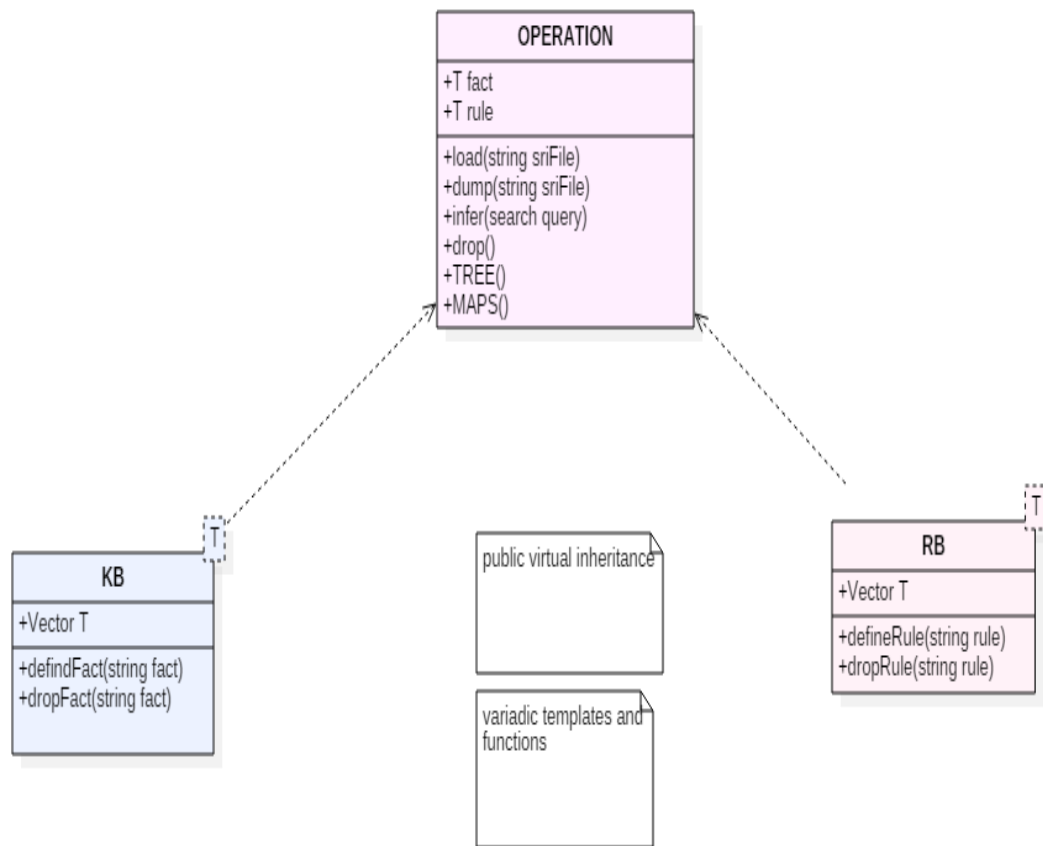 OPERATION
+T fact
+T rule
+load(string sriFile)
+dump(string sriFile)
+infer(search query)
+drop()
+TREE()
+MAPS()
T
KB
+Vector T
+defindFact(string fact)
+dropFact(string fact)
public virtual inheritance
variadic templates and
functions
T
RB
+Vector T
+defineRule(string rule)
+dropRule(string rule)